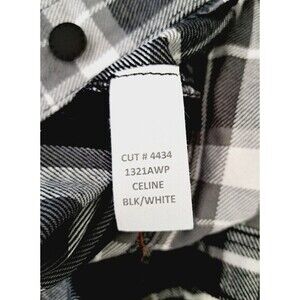 CUT # 4434
1321AWP
CELINE
BLK/WHITE